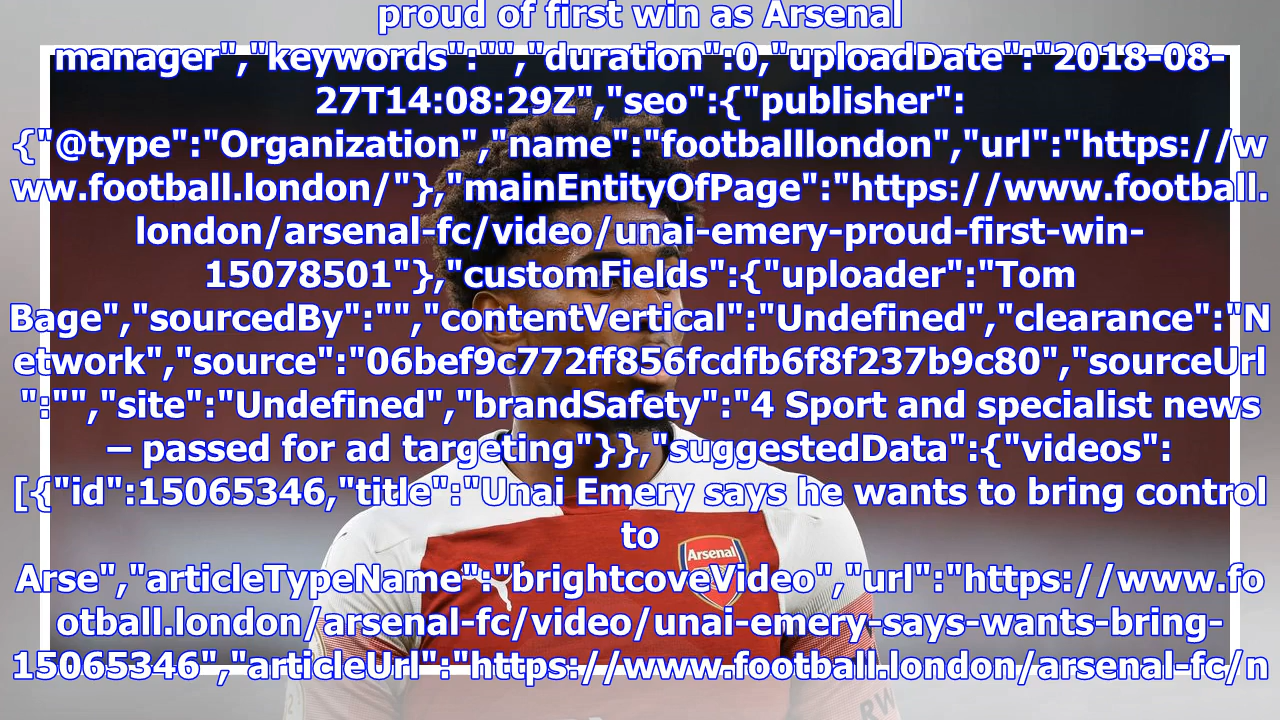 proud of first win as Arsenal
manager","keywords":"","duration":0,"uploadDate":"2018-08-
27T14:08:29Z","seo":{"publisher":
{"@type":"Organization","name":"footballlondon","url":"https://w
ww.football.london/"},"mainEntityOfPage":"https://www.football.
london/arsenal-fc/video/unai-emery-proud-first-win-
15078501"},"customFields":{"uploader":"Tom
Bage","sourcedBy":"","contentVertical":"Undefined","clearance":"N
etwork","source":"06bef9c772ff856fcdfb6f8f237b9c80","sourceUrl
":"","site":"Undefined","brandSafety":"4 Sport and specialist news
– passed for ad targeting"}},"suggestedData":{"videos":
[{"id":15065346,"title":"Unai Emery says he wants to bring control
to
Arsenal
Arse","articleTypeName":"brightcoveVideo","url":"https://www.fo
otball.london/arsenal-fc/video/unai-emery-says-wants-bring-
15065346","articleUrl":"https://www.football.london/arsenal-fc/n
RW